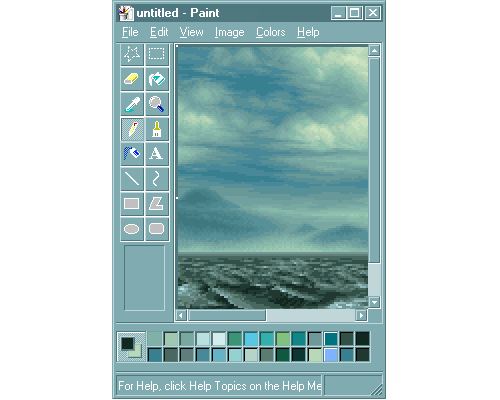 untitled - Paint
File Edit View Image Colors Help
A
For Help, click Help Topics on the Help Me